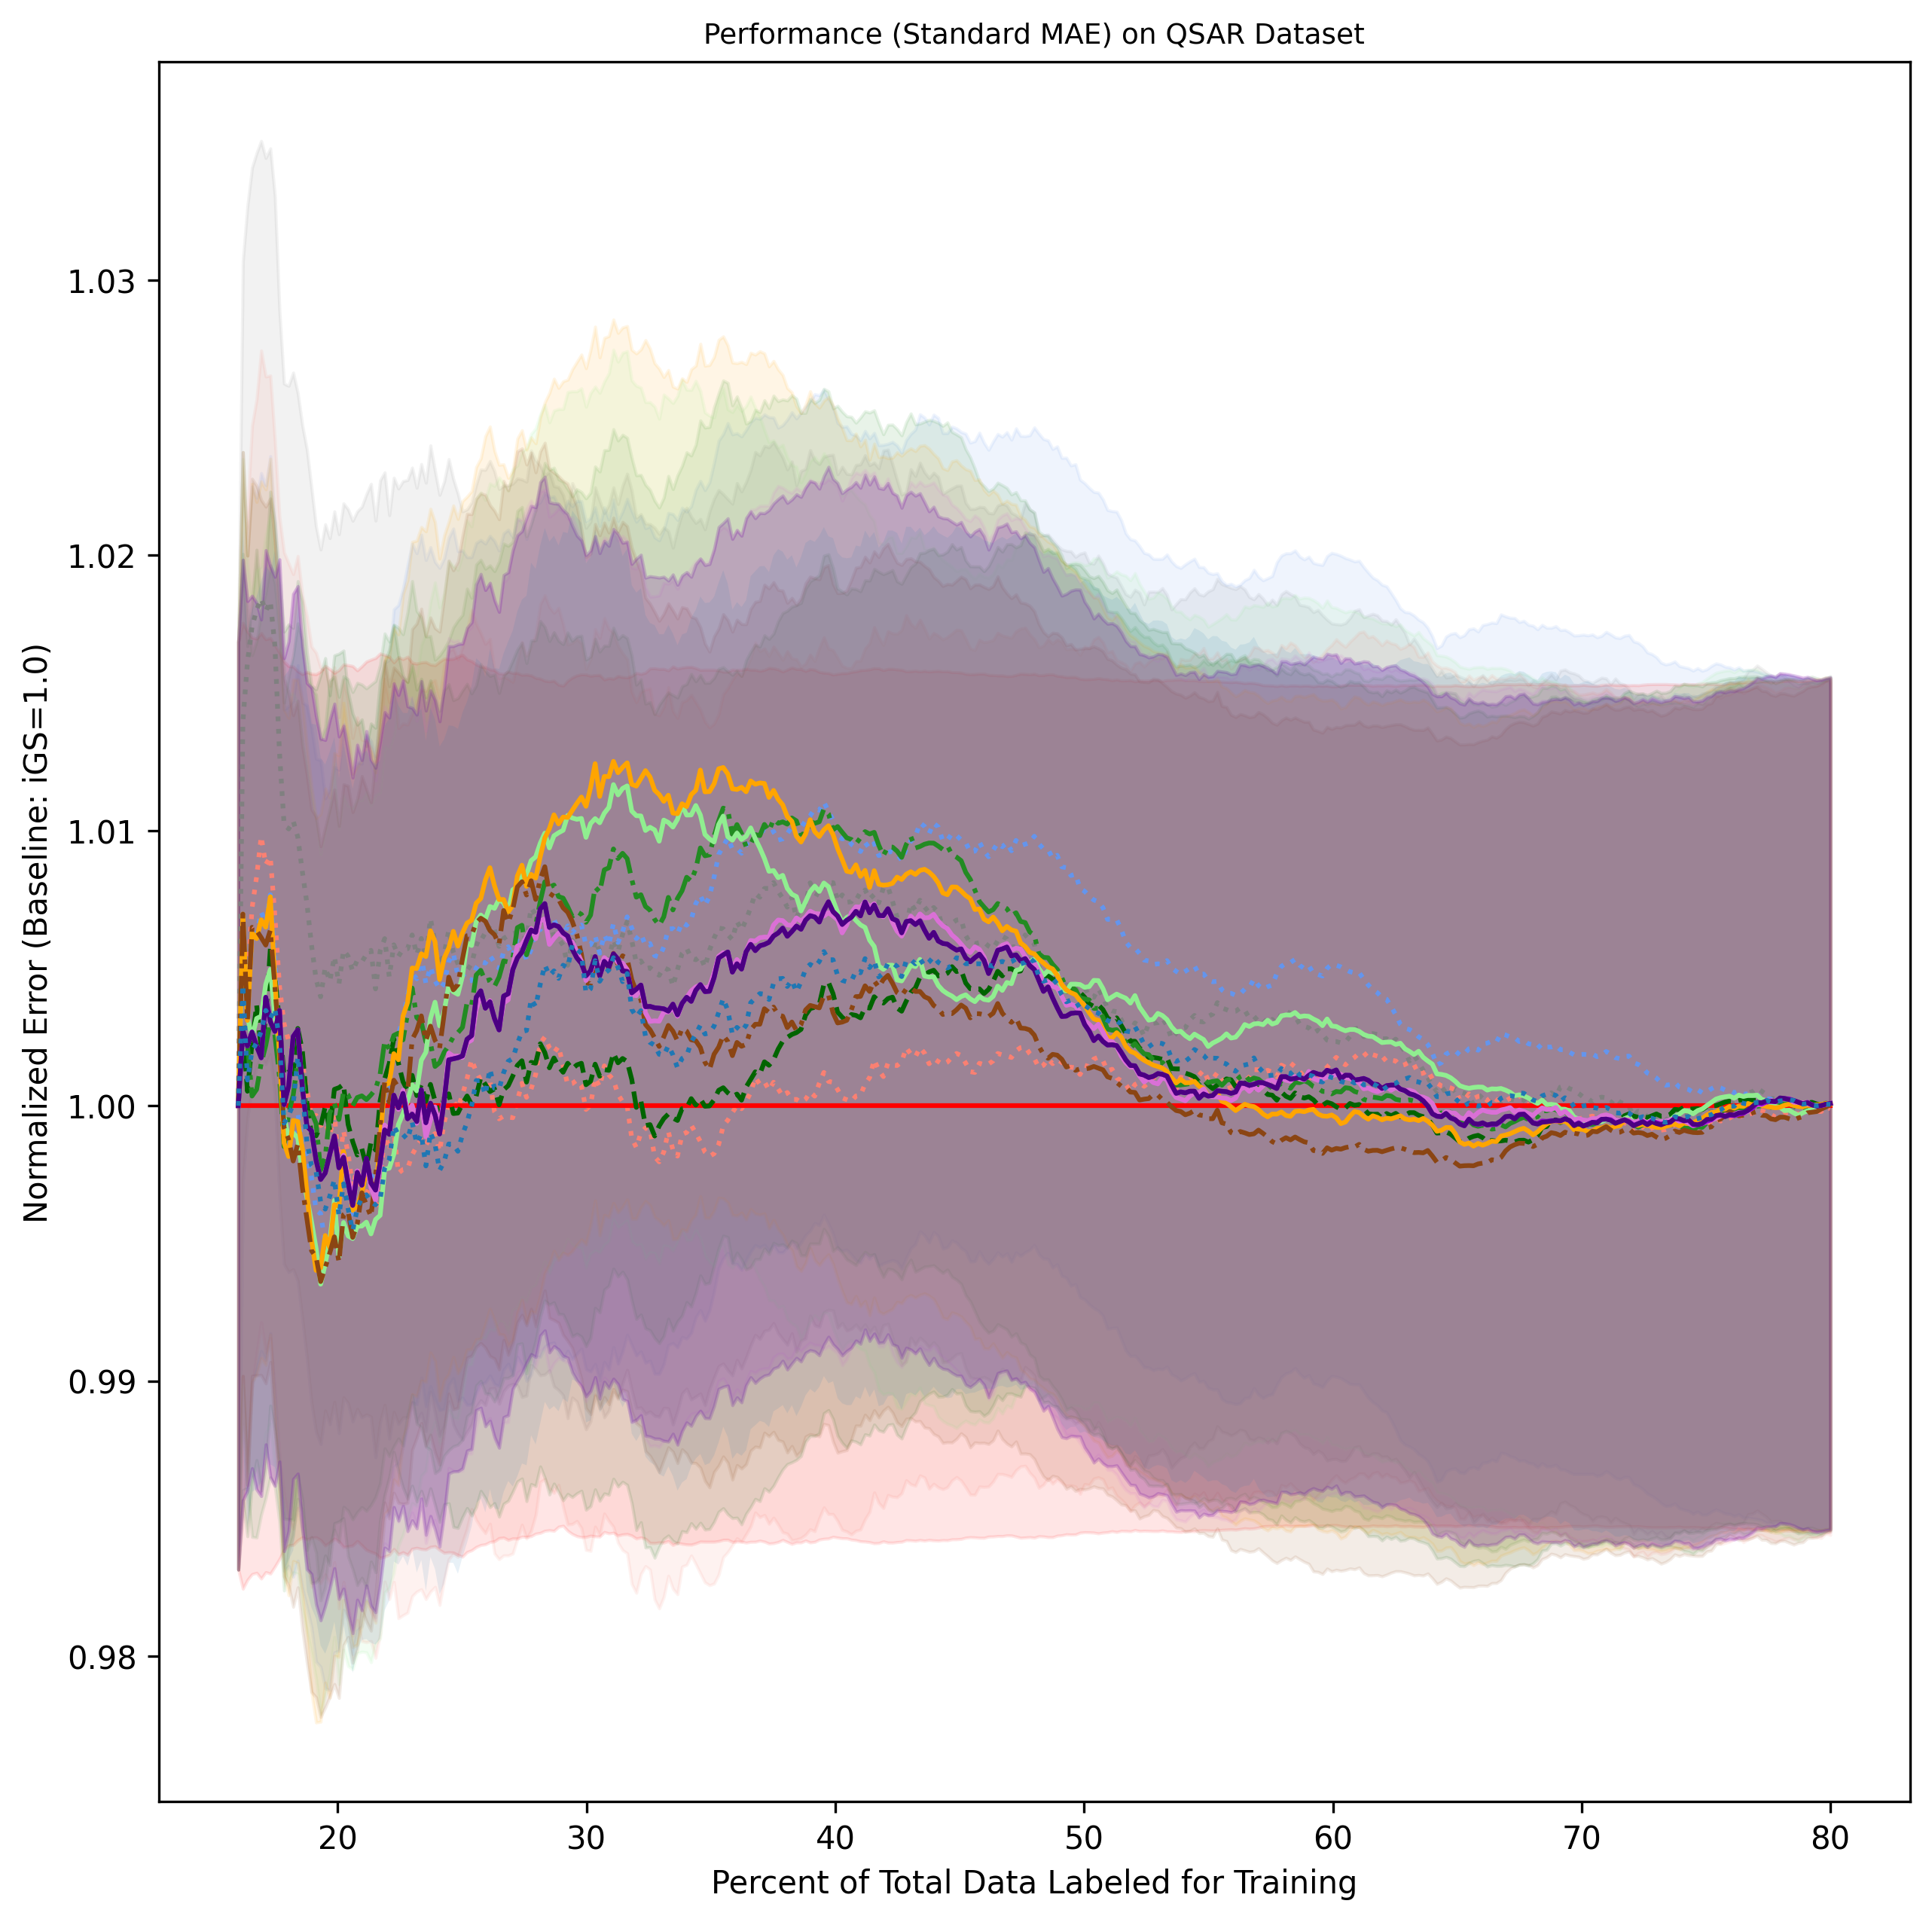 Performance (Standard MAE) on QSAR Dataset
Normalized Error (Baseline: iGS=1.0)
1.03
1.02
1.01
1.00
0.99
0.98
20 30 40 50 60 70 80
Percent of Total Data Labeled for Training